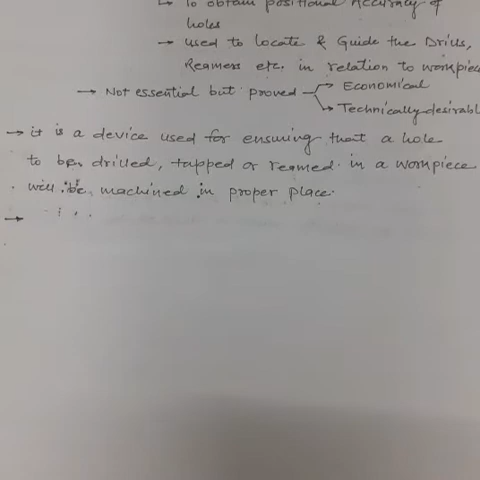 → To obtain positional Accuracy of
holes
→ used to Locate & Guide the Drills,
Reamers etc. in relation to workpiece
→ Not essential but proved → Economical
→ Technically desirabl
→ it is a device used for ensuring that a hole
to be drilled, tapped or reamed in a workpiece
will be machined in proper place.
→